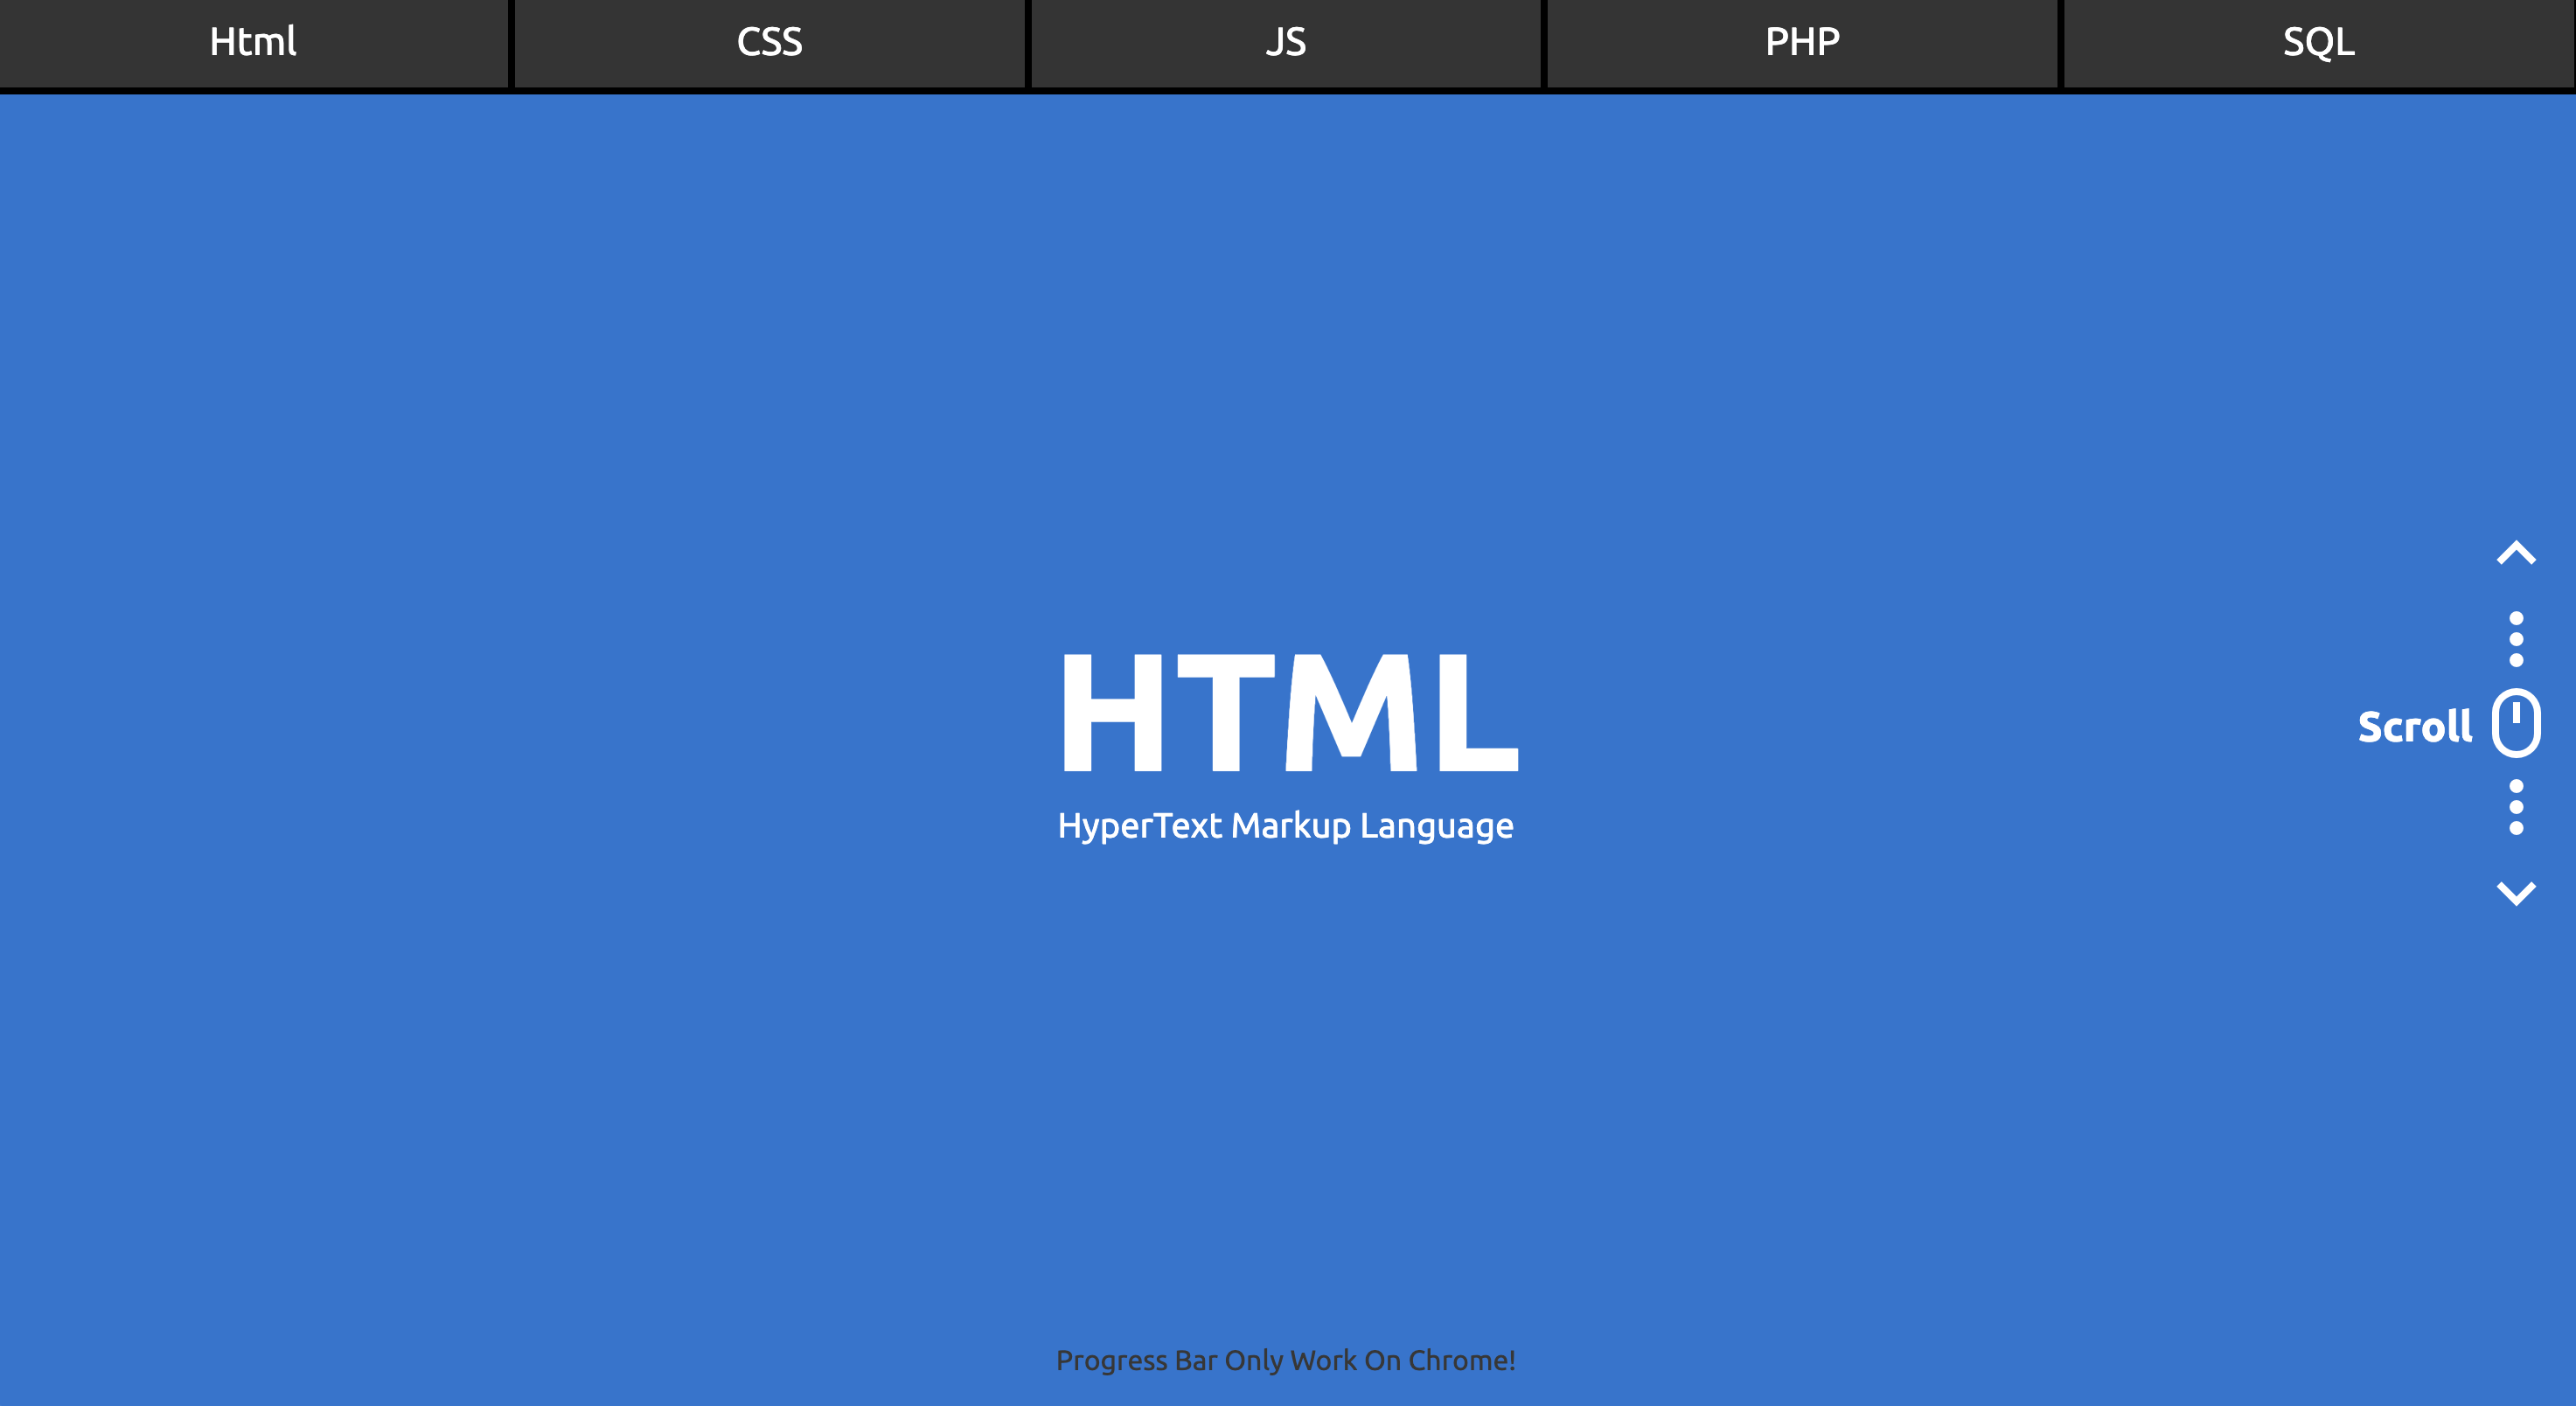 Html
CSS
JS
PHP
SQL
HTML
HyperText Markup Language
Scroll
Progress Bar Only Work On Chrome!